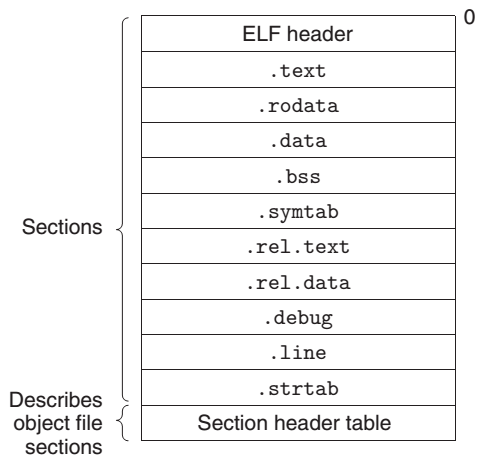 0
ELF header
.text
.rodata
.data
.bss
.symtab
Sections
.rel.text
.rel.data
.debug
.line
.strtab
Describes
object file
sections
Section header table